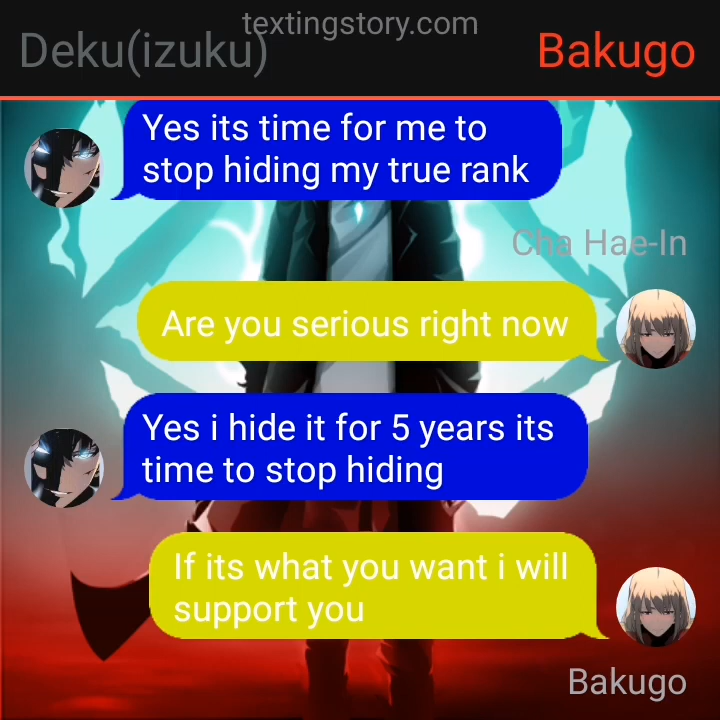 textingstory.com
Deku(izuku)
Bakugo
Yes its time for me to
stop hiding my true rank
Cha Hae-In
Are you serious right now
Yes i hide it for 5 years its
time to stop hiding
If its what you want i will
support you
Bakugo